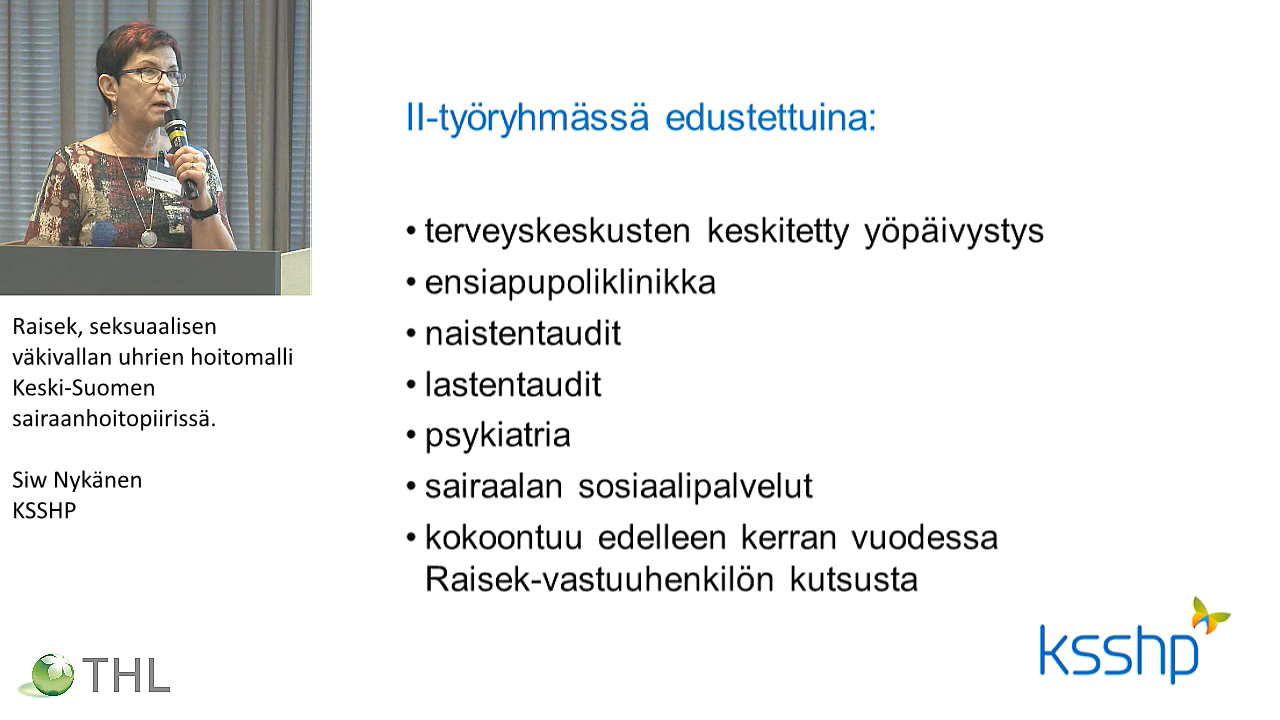 Raisek, seksuaalisen
väkivallan uhrien hoitomalli
Keski-Suomen
sairaanhoitopiirissä.
Siw Nykänen
KSSHP
THL
II-työryhmässä edustettuina:
• terveyskeskusten keskitetty yöpäivystys
• ensiapupoliklinikka
• naistentaudit
• lastentaudit
• psykiatria
• sairaalan sosiaalipalvelut
• kokoontuu edelleen kerran vuodessa
Raisek-vastuuhenkilön kutsusta
ksshp